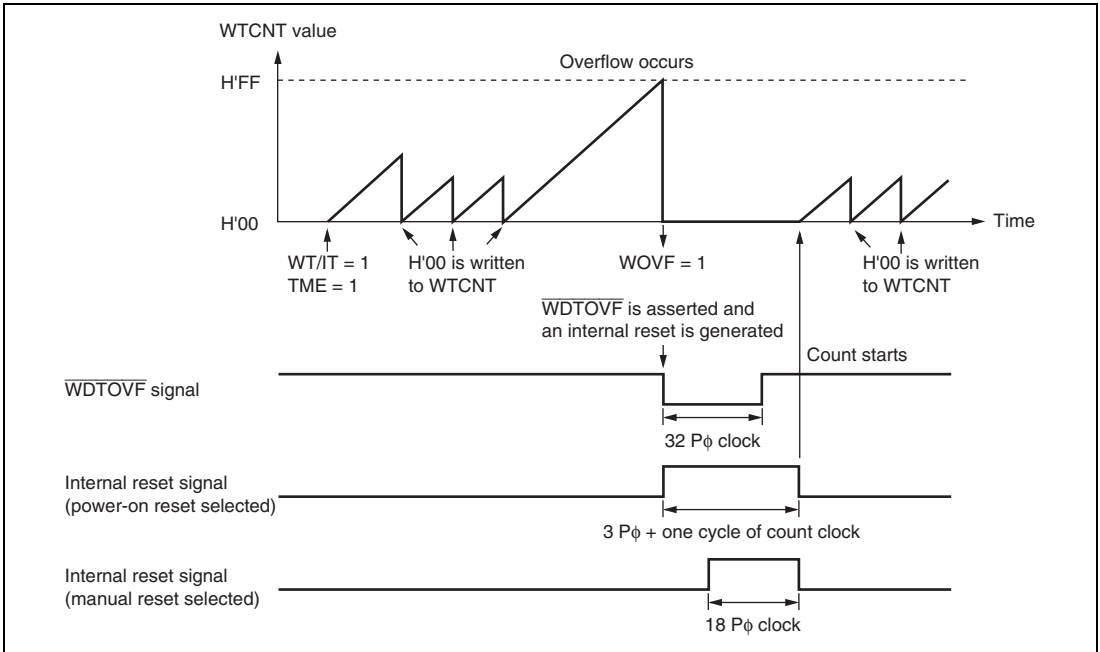 WTCNT value
Overflow occurs
H'FF
H'00
Time
WT/IT = 1
TME = 1
H'00 is written
to WTCNT
WOVF = 1
H'00 is written
to WTCNT
WDTOVF is asserted and
an internal reset is generated
Count starts
WDTOVF signal
32 Pϕ clock
Internal reset signal
(power-on reset selected)
3 Pϕ + one cycle of count clock
Internal reset signal
(manual reset selected)
18 Pϕ clock